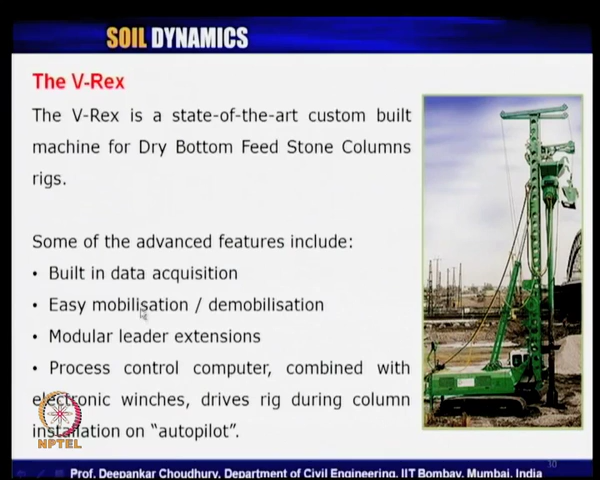 SOIL DYNAMICS
The V-Rex
The V-Rex is a state-of-the-art custom built
machine for Dry Bottom Feed Stone Columns
rigs.
Some of the advanced features include:
• Built in data acquisition
• Easy mobilisation / demobilisation
• Modular leader extensions
• Process control computer, combined with
electronic winches, drives rig during column
installation on “autopilot”.
NPTEL
10
Prof. Deepankar Choudhury, Department of Civil Engineering, IIT Bombay, Mumbai, India